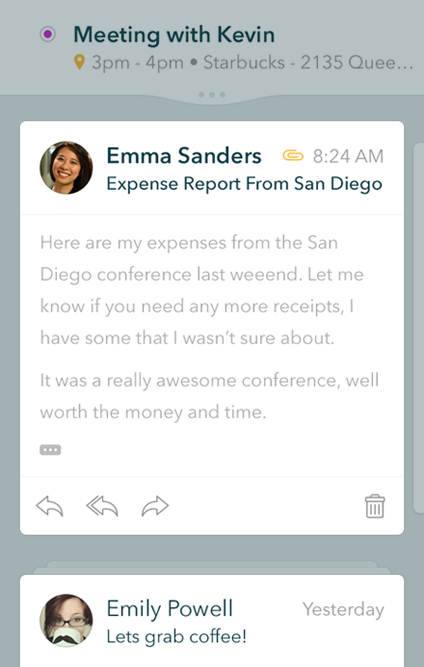 Meeting with Kevin
3pm - 4pm • Starbucks - 2135 Quee...
Emma Sanders 8:24 AM
Expense Report From San Diego
Here are my expenses from the San
Diego conference last weeend. Let me
know if you need any more receipts, I
have some that I wasn't sure about.
It was a really awesome conference, well
worth the money and time.
Emily Powell Yesterday
Lets grab coffee!